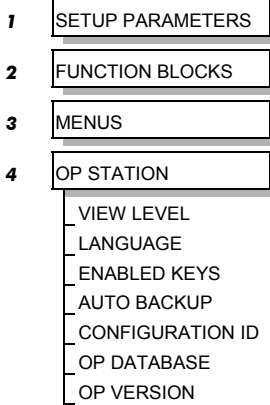 1 SETUP PARAMETERS
2 FUNCTION BLOCKS
3 MENUS
4 OP STATION
VIEW LEVEL
LANGUAGE
ENABLED KEYS
AUTO BACKUP
CONFIGURATION ID
OP DATABASE
OP VERSION